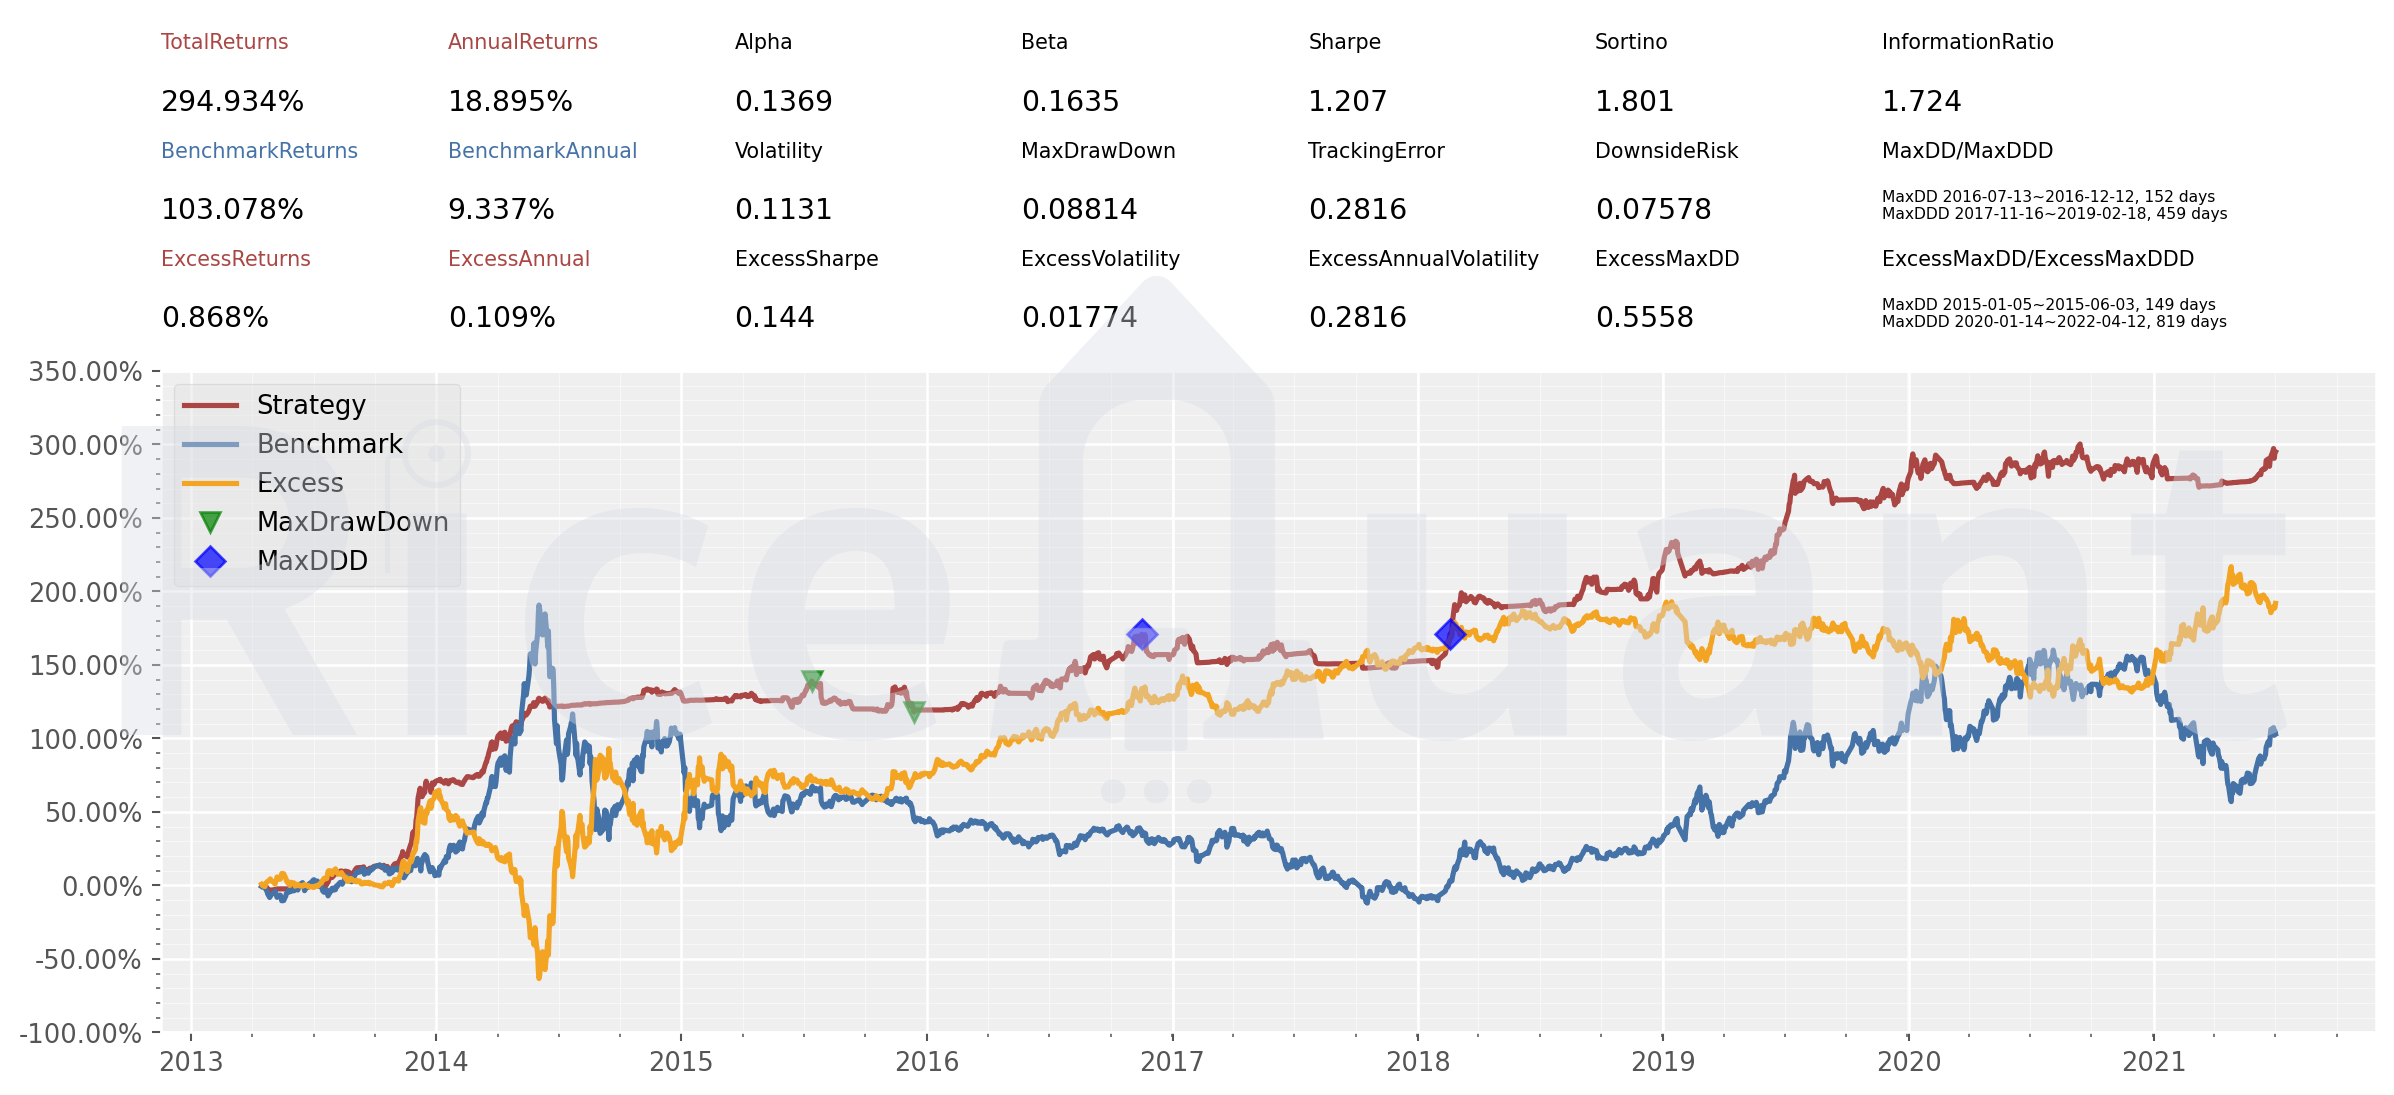 TotalReturns AnnualReturns Alpha Beta Sharpe Sortino InformationRatio
294.934% 18.895% 0.1369 0.1635 1.207 1.801 1.724
BenchmarkReturns BenchmarkAnnual Volatility MaxDrawDown TrackingError DownsideRisk MaxDD/MaxDDD
103.078% 9.337% 0.1131 0.08814 0.2816 0.07578 MaxDD 2016-07-13~2016-12-12, 152 days
MaxDDD 2017-11-16~2019-02-18, 459 days
ExcessReturns ExcessAnnual ExcessSharpe ExcessVolatility ExcessAnnualVolatility ExcessMaxDD ExcessMaxDD/ExcessMaxDDD
0.868% 0.109% 0.144 0.01774 0.2816 0.5558 MaxDD 2015-01-05~2015-06-03, 149 days
MaxDDD 2020-01-14~2022-04-12, 819 days
350.00%
300.00%
250.00%
200.00%
150.00%
100.00%
50.00%
0.00%
-50.00%
-100.00%
Strategy
Benchmark
Excess
MaxDrawDown
MaxDDD
RiceQuant
2013 2014 2015 2016 2017 2018 2019 2020 2021